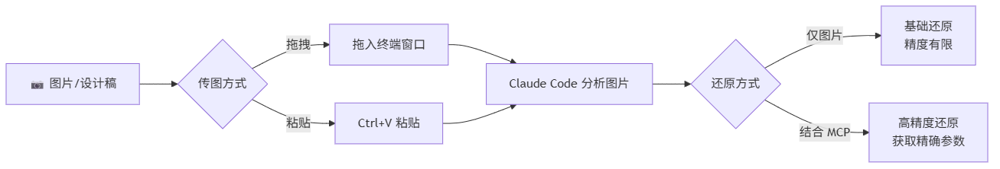 图片/设计稿
传图方式
拖拽
粘贴
拖入终端窗口
Ctrl+V 粘贴
Claude Code 分析图片
还原方式
仅图片
结合 MCP
基础还原
精度有限
高精度还原
获取精确参数